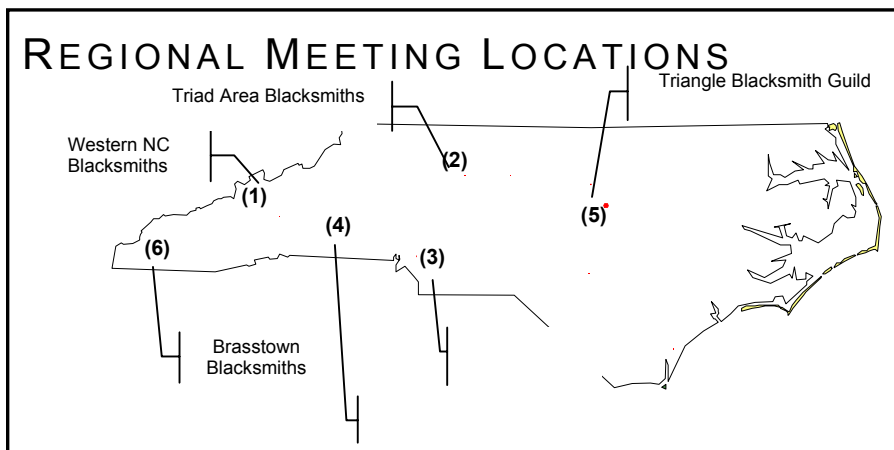 REGIONAL MEETING LOCATIONS
Triangle Blacksmith Guild
Triad Area Blacksmiths
Western NC
Blacksmiths
(2)
(1)
(5)
(4)
(6)
(3)
Brasstown
Blacksmiths